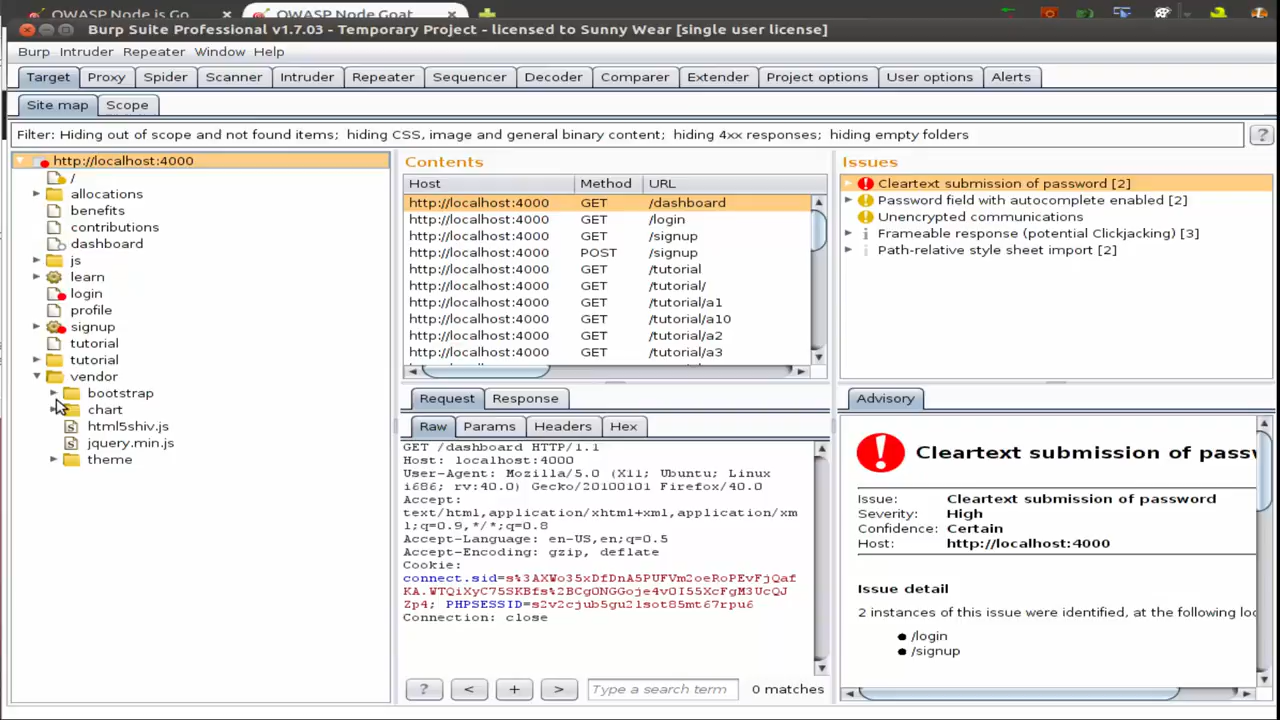 OWASP Node is Go
OWASP Node Goat
Burp Suite Professional v1.7.03 - Temporary Project - licensed to Sunny Wear [single user license]
Burp Intruder Repeater Window Help
Target Proxy Spider Scanner Intruder Repeater Sequencer Decoder Comparer Extender Project options User options Alerts
Site map Scope
Filter: Hiding out of scope and not found items; hiding CSS, image and general binary content; hiding 4xx responses; hiding empty folders ?
http://localhost:4000
/
allocations
benefits
contributions
dashboard
js
learn
login
profile
signup
tutorial
tutorial
vendor
bootstrap
chart
html5shiv.js
jquery.min.js
theme
Contents
Host Method URL
http://localhost:4000 GET /dashboard
http://localhost:4000 GET /login
http://localhost:4000 GET /signup
http://localhost:4000 POST /signup
http://localhost:4000 GET /tutorial
http://localhost:4000 GET /tutorial/
http://localhost:4000 GET /tutorial/a1
http://localhost:4000 GET /tutorial/a10
http://localhost:4000 GET /tutorial/a2
http://localhost:4000 GET /tutorial/a3
Request Response
Raw Params Headers Hex
GET /dashboard HTTP/1.1
Host: localhost:4000
User-Agent: Mozilla/5.0 (X11; Ubuntu; Linux
i686; rv:40.0) Gecko/20100101 Firefox/40.0
Accept:
text/html,application/xhtml+xml,application/xm
l;q=0.9,*/*;q=0.8
Accept-Language: en-US,en;q=0.5
Accept-Encoding: gzip, deflate
Cookie:
connect.sid=s%3AXWo35xDfDnA5PUFVm2oeRoPEvFjQaf
KA.WTQiXyC75SKBfs%2BCgONGGoje4v0I55XcFgM3UcQJ
Zp4; PHPSESSID=s2v2cjub5gu2lsot85mt67rpu6
Connection: close
? < + > Type a search term 0 matches
Issues
Cleartext submission of password [2]
Password field with autocomplete enabled [2]
Unencrypted communications
Frameable response (potential Clickjacking) [3]
Path-relative style sheet import [2]
Advisory
Cleartext submission of passw
Issue: Cleartext submission of password
Severity: High
Confidence: Certain
Host: http://localhost:4000
Issue detail
2 instances of this issue were identified, at the following loc
/login
/signup